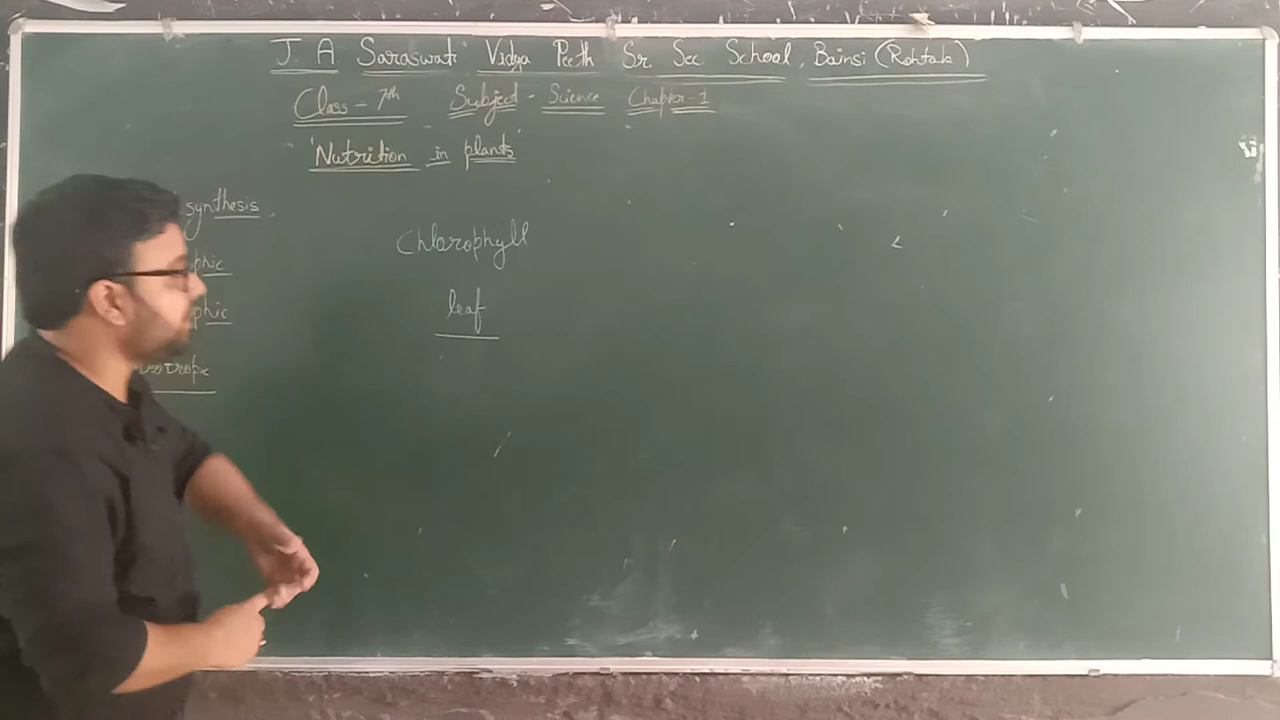 J. A. Saraswati Vidya Peeth Sr. Sec. School, Bainsi (Rohtak)
Class - 7th Subject - Science Chapter - 1
'Nutrition in plants'
synthesis
phic
phic
Chlorophyll
leaf